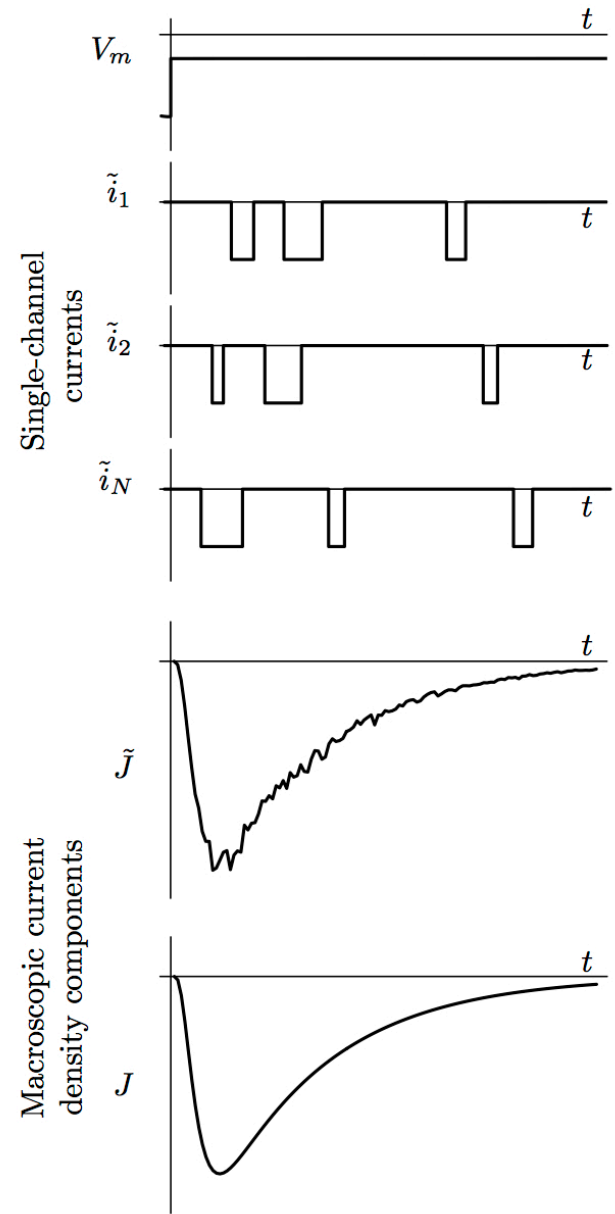 t
V_m
ĩ_1
t
Single-channel
currents
ĩ_2
t
ĩ_N
t
t
J̃
Macroscopic current
density components
t
J